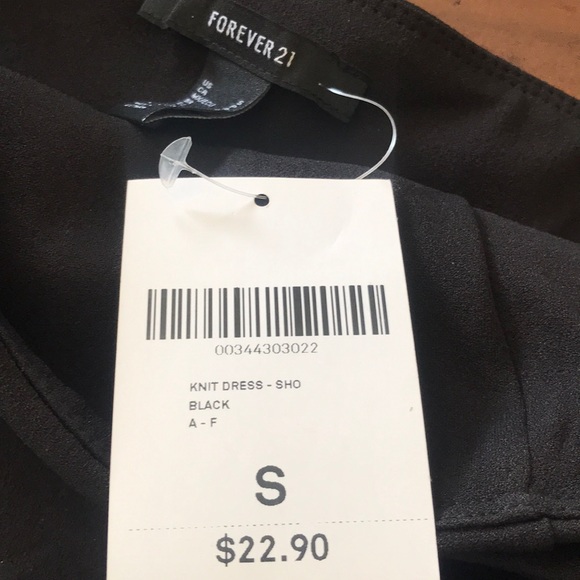 FOREVER 21
00344303022
KNIT DRESS - SHO
BLACK
A - F
S
$22.90